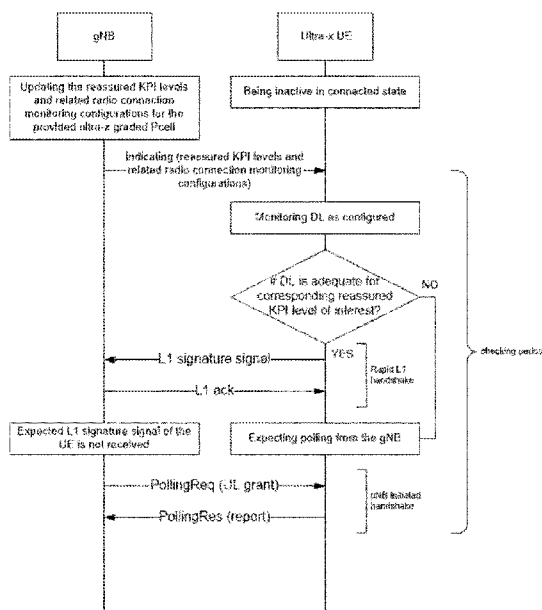 gNB
Ultra-x UE
Updating the reassured KPI levels
and related radio connection
monitoring configurations for the
provided ultra-z graded Pcell
Being inactive in connected state
Indicating (reassured KPI levels and
related radio connection monitoring
configurations)
Monitoring DL as configured
If DL is adequate for
corresponding reassured
KPI level of interest?
NO
YES
checking period
L1 signature signal
Rapid L1
handshake
L1 ack
Expected L1 signature signal of the
UE is not received
Expecting polling from the gNB
PollingReq (UL grant)
gNB initiated
handshake
PollingRes (report)